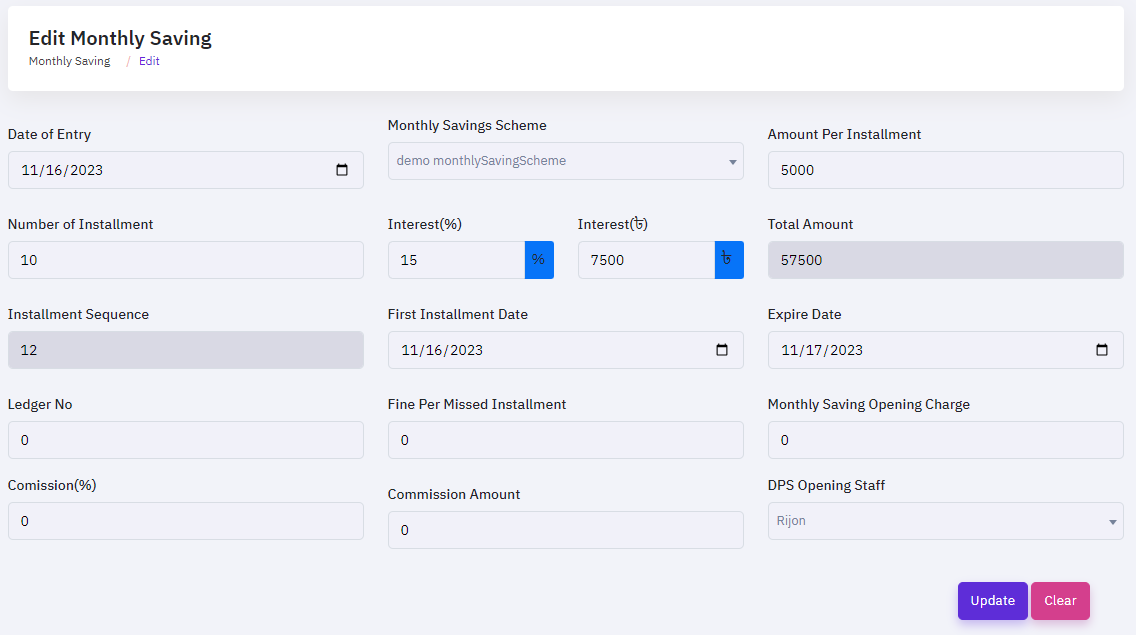 Edit Monthly Saving
Monthly Saving / Edit
Date of Entry
11/16/2023
Monthly Savings Scheme
demo monthlySavingScheme
Amount Per Installment
5000
Number of Installment
10
Interest(%)
15 %
Interest(৳)
7500 ৳
Total Amount
57500
Installment Sequence
12
First Installment Date
11/16/2023
Expire Date
11/17/2023
Ledger No
0
Fine Per Missed Installment
0
Monthly Saving Opening Charge
0
Comission(%)
0
Commission Amount
0
DPS Opening Staff
Rijon
Update Clear